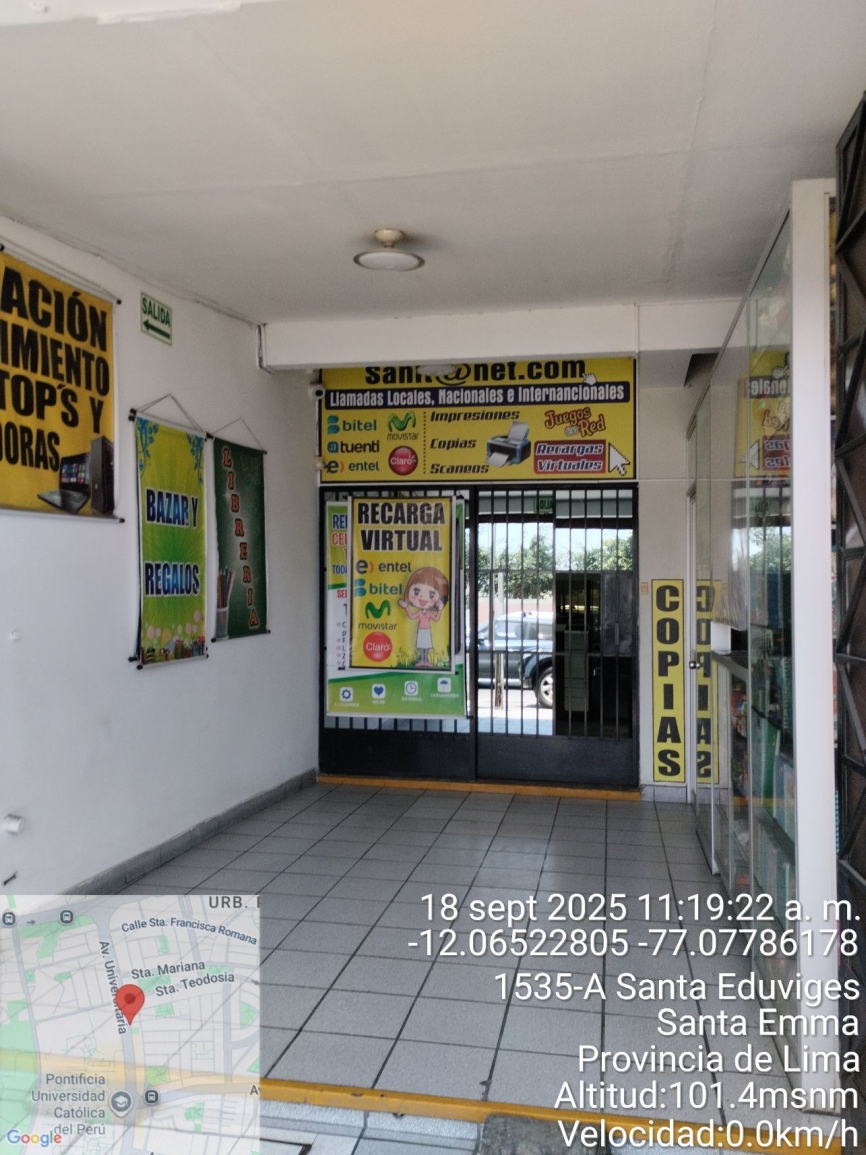 ACIÓN
IMIENTO
TOP'S Y
ORAS
SALIDA
BAZAR Y
REGALOS
LIBRERIA
@net.com
Llamadas Locales, Nacionales e Internancionales
bitel
movistar
tuenti
entel
Claro
Impresiones
Copias
Scaneos
Juegos
en Red
Recargas
Virtuales
RECARGA
VIRTUAL
entel
bitel
movistar
Claro
COPIAS
18 sept 2025 11:19:22 a. m.
-12.06522805 -77.07786178
1535-A Santa Eduviges
Santa Emma
Provincia de Lima
Altitud:101.4msnm
Velocidad:0.0km/h
URB.
Calle Sta. Francisca Romana
Av. Universitaria
Sta. Mariana
Sta. Teodosia
Pontificia
Universidad
Católica
del Perú
Av
Google